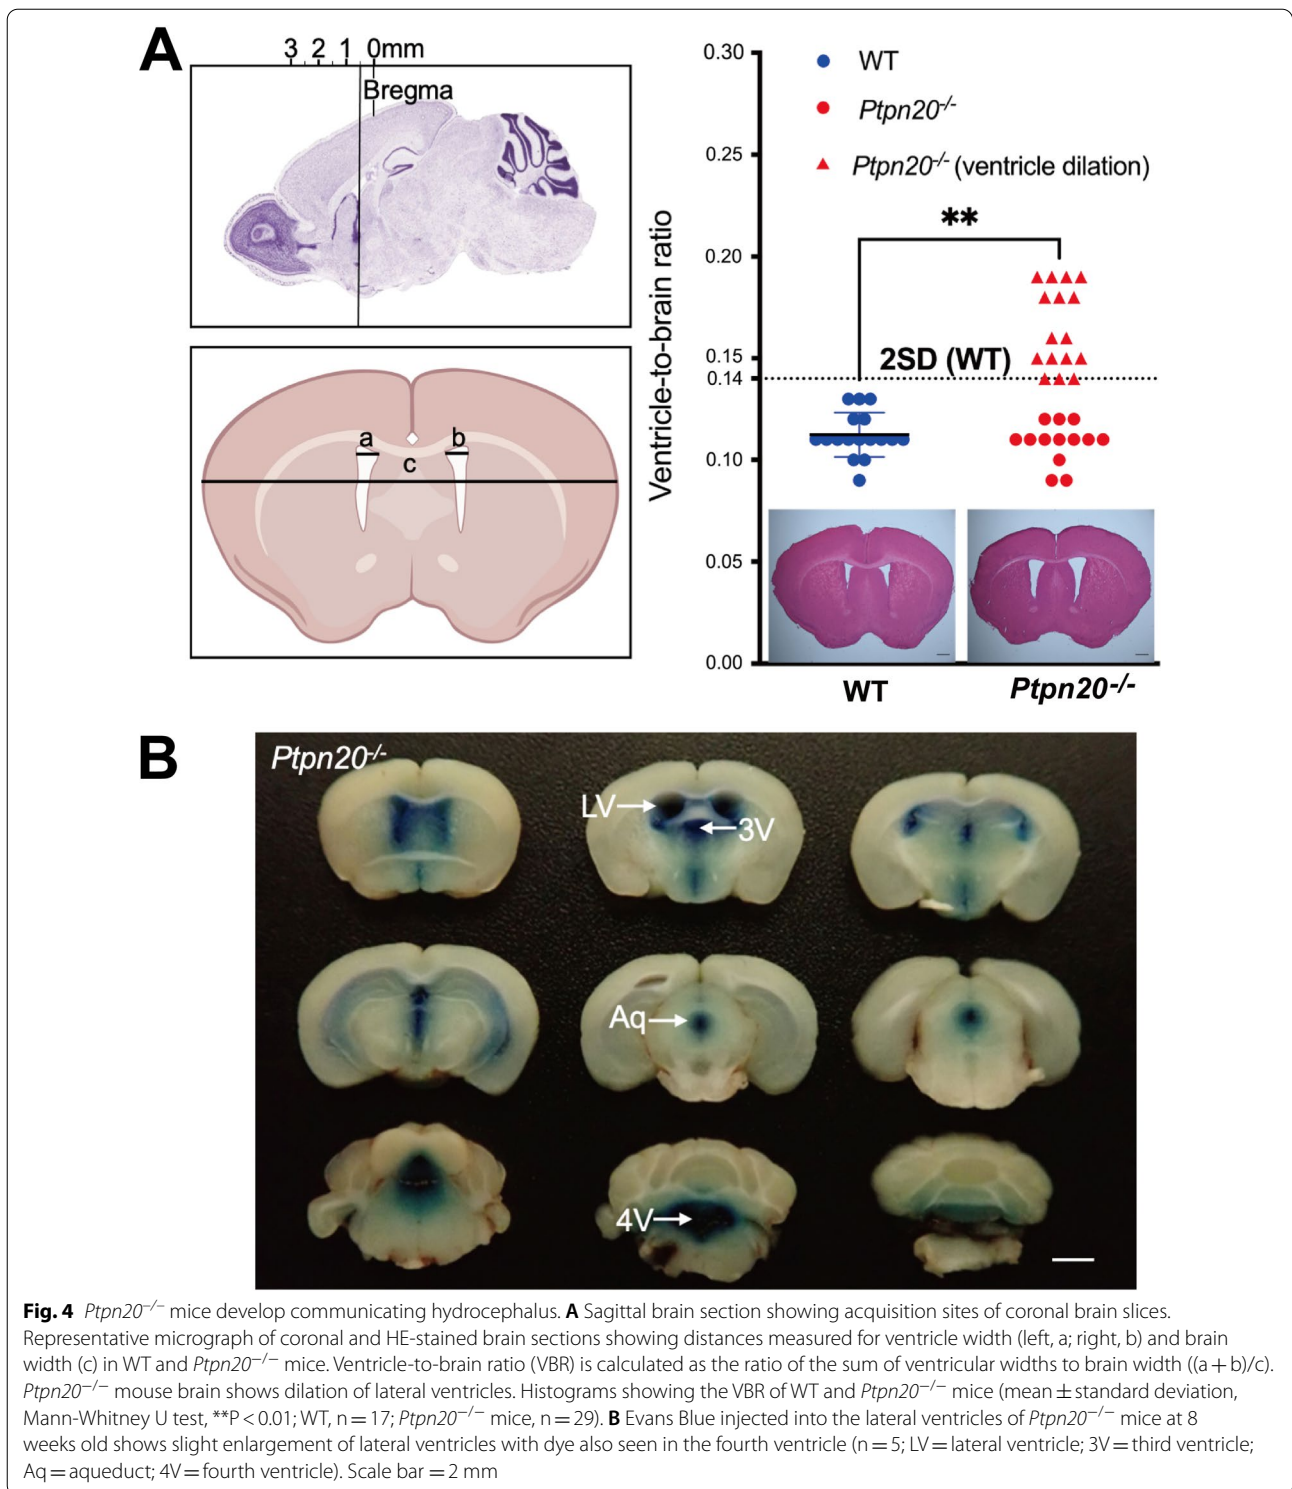 A
3 2 1 0mm
Bregma
a
b
c
Ventricle-to-brain ratio
0.30
0.25
0.20
0.15
0.14
0.10
0.05
0.00
WT
Ptpn20-/-
Ptpn20-/- (ventricle dilation)
**
2SD (WT)
WT
Ptpn20-/-
B
Ptpn20-/-
LV
3V
Aq
4V
Fig. 4 Ptpn20−/− mice develop communicating hydrocephalus. A Sagittal brain section showing acquisition sites of coronal brain slices.
Representative micrograph of coronal and HE-stained brain sections showing distances measured for ventricle width (left, a; right, b) and brain
width (c) in WT and Ptpn20−/− mice. Ventricle-to-brain ratio (VBR) is calculated as the ratio of the sum of ventricular widths to brain width ((a + b)/c).
Ptpn20−/− mouse brain shows dilation of lateral ventricles. Histograms showing the VBR of WT and Ptpn20−/− mice (mean ± standard deviation,
Mann-Whitney U test, **P < 0.01; WT, n = 17; Ptpn20−/− mice, n = 29). B Evans Blue injected into the lateral ventricles of Ptpn20−/− mice at 8
weeks old shows slight enlargement of lateral ventricles with dye also seen in the fourth ventricle (n = 5; LV = lateral ventricle; 3V = third ventricle;
Aq = aqueduct; 4V = fourth ventricle). Scale bar = 2 mm